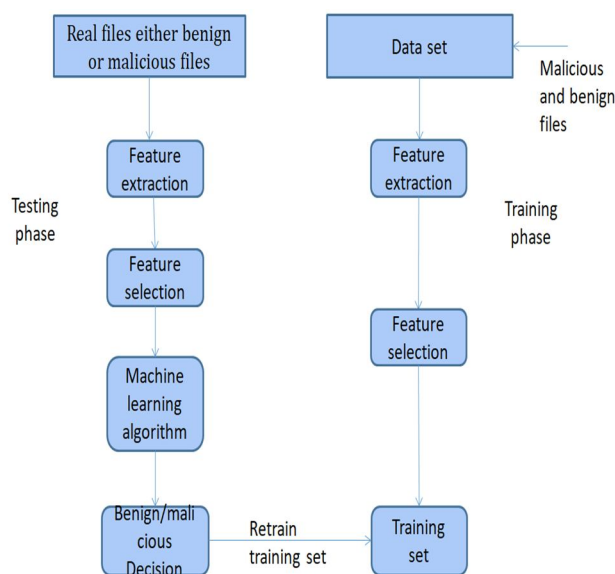 Real files either benign
or malicious files
Feature
extraction
Testing
phase
Feature
selection
Machine
learning
algorithm
Benign/mali
cious
Decision
Retrain
training set
Data set
Malicious
and benign
files
Feature
extraction
Training
phase
Feature
selection
Training
set